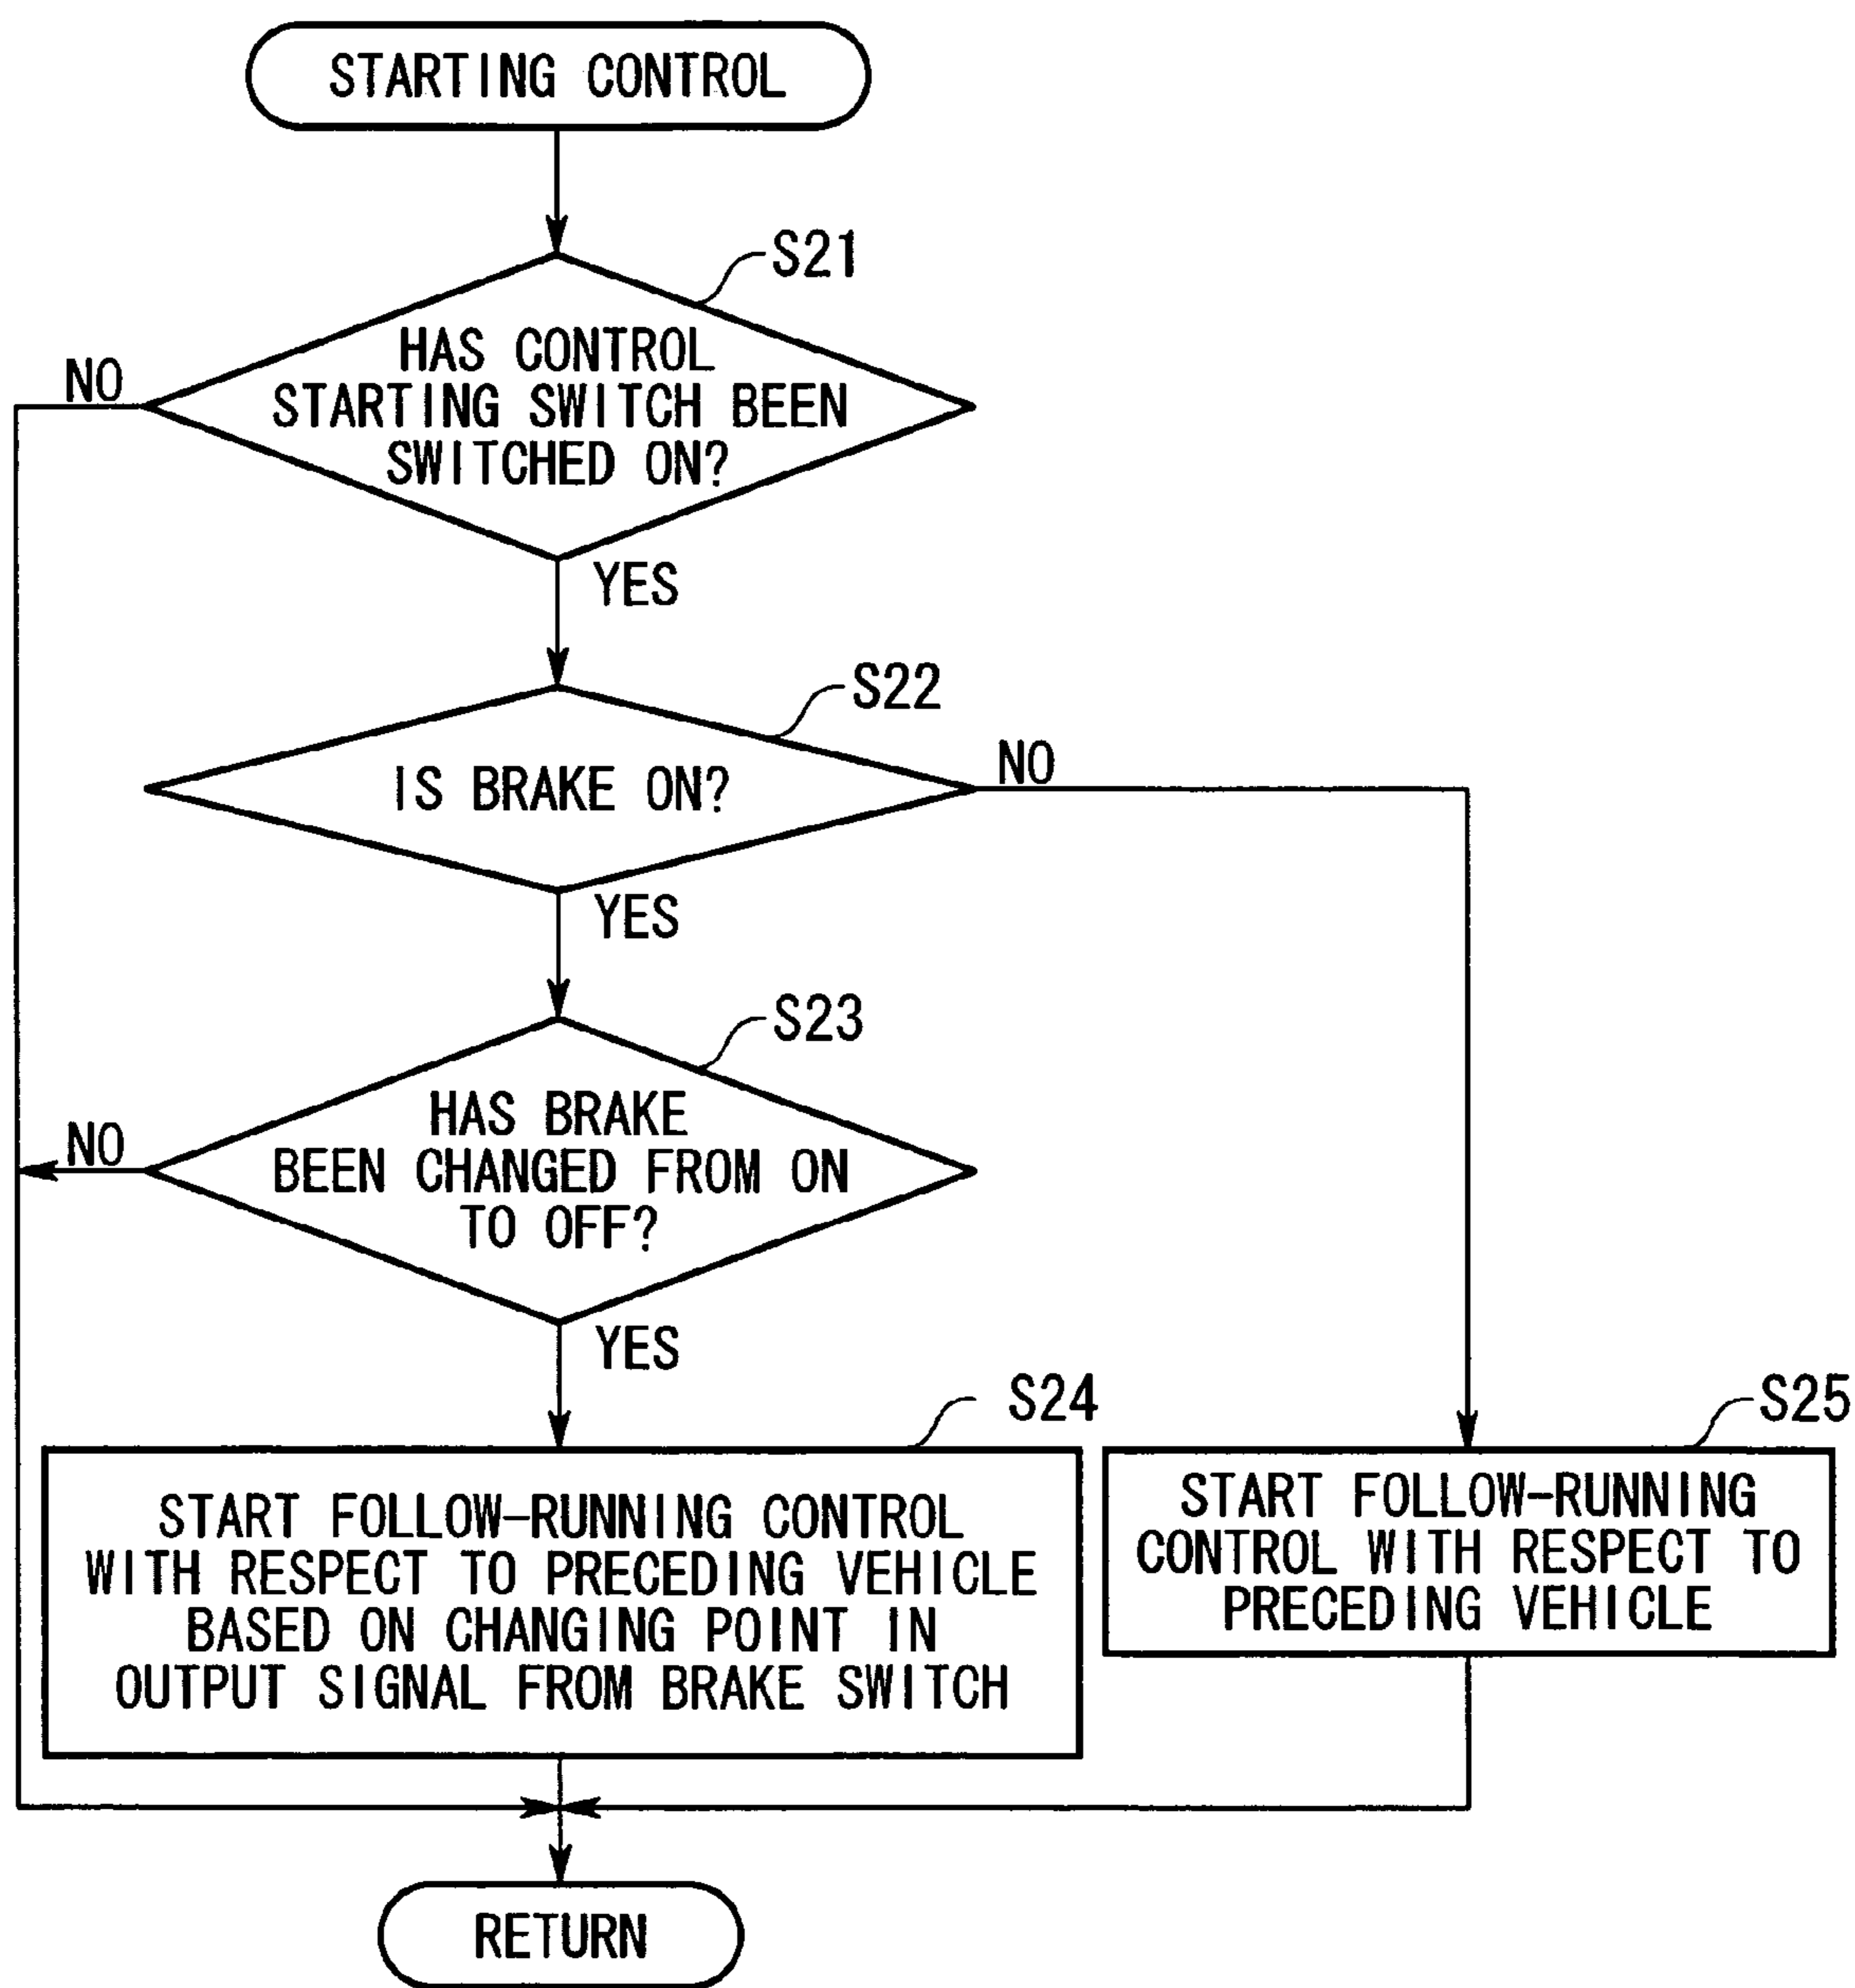 STARTING CONTROL
S21
HAS CONTROL
STARTING SWITCH BEEN
SWITCHED ON?
NO
YES
S22
IS BRAKE ON?
NO
YES
S23
HAS BRAKE
BEEN CHANGED FROM ON
TO OFF?
NO
YES
S24
START FOLLOW-RUNNING CONTROL
WITH RESPECT TO PRECEDING VEHICLE
BASED ON CHANGING POINT IN
OUTPUT SIGNAL FROM BRAKE SWITCH
S25
START FOLLOW-RUNNING
CONTROL WITH RESPECT TO
PRECEDING VEHICLE
RETURN